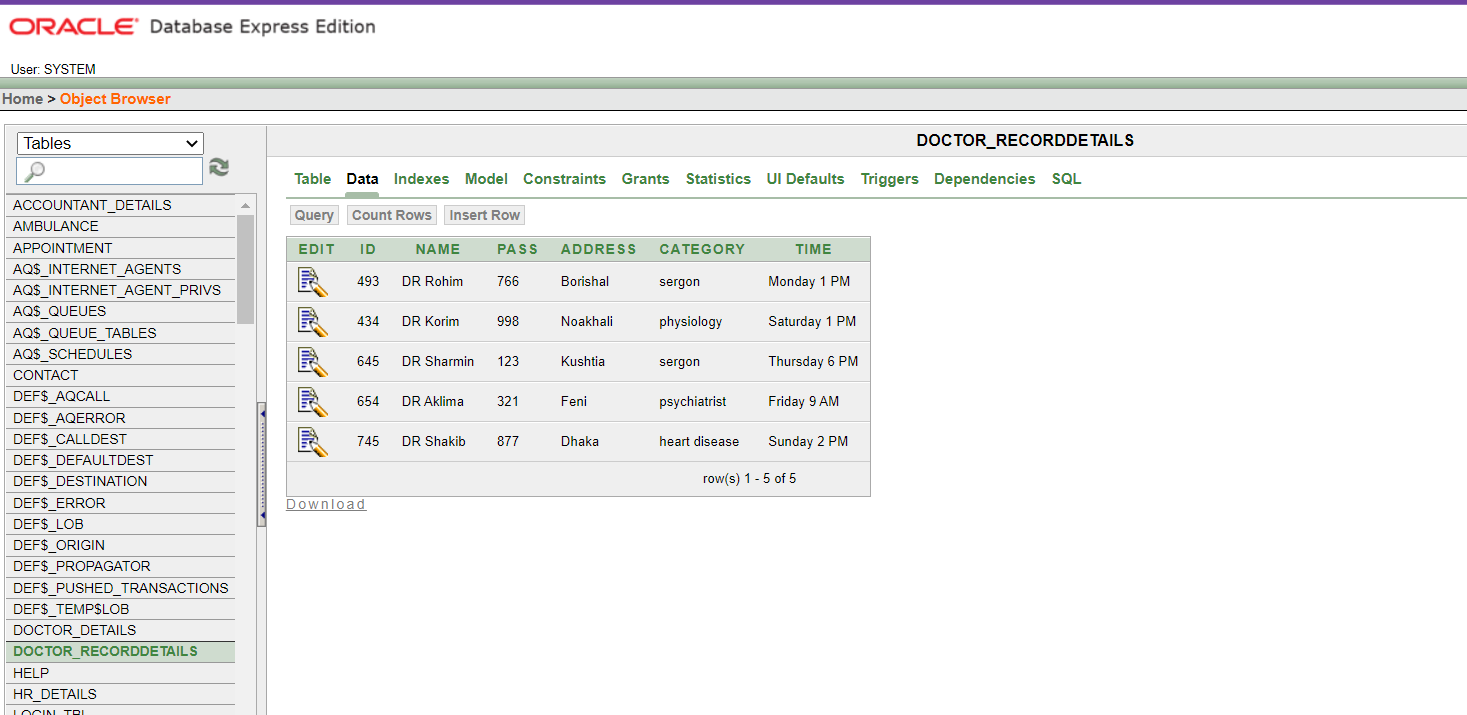 ORACLE Database Express Edition
User: SYSTEM
Home > Object Browser
Tables
ACCOUNTANT_DETAILS
AMBULANCE
APPOINTMENT
AQ$_INTERNET_AGENTS
AQ$_INTERNET_AGENT_PRIVS
AQ$_QUEUES
AQ$_QUEUE_TABLES
AQ$_SCHEDULES
CONTACT
DEF$_AQCALL
DEF$_AQERROR
DEF$_CALLDEST
DEF$_DEFAULTDEST
DEF$_DESTINATION
DEF$_ERROR
DEF$_LOB
DEF$_ORIGIN
DEF$_PROPAGATOR
DEF$_PUSHED_TRANSACTIONS
DEF$_TEMP$LOB
DOCTOR_DETAILS
DOCTOR_RECORDDETAILS
HELP
HR_DETAILS
DOCTOR_RECORDDETAILS
Table Data Indexes Model Constraints Grants Statistics UI Defaults Triggers Dependencies SQL
Query Count Rows Insert Row
EDIT ID NAME PASS ADDRESS CATEGORY TIME
493 DR Rohim 766 Borishal sergon Monday 1 PM
434 DR Korim 998 Noakhali physiology Saturday 1 PM
645 DR Sharmin 123 Kushtia sergon Thursday 6 PM
654 DR Aklima 321 Feni psychiatrist Friday 9 AM
745 DR Shakib 877 Dhaka heart disease Sunday 2 PM
row(s) 1 - 5 of 5
Download